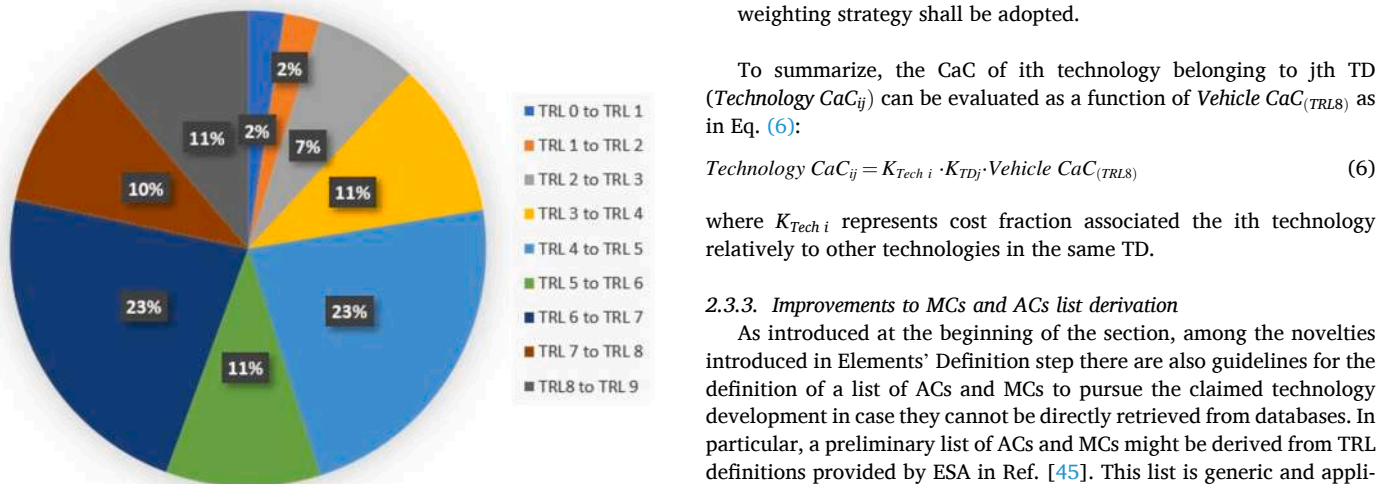 2%
2%
7%
11%
23%
11%
23%
10%
11%
TRL 0 to TRL 1
TRL 1 to TRL 2
TRL 2 to TRL 3
TRL 3 to TRL 4
TRL 4 to TRL 5
TRL 5 to TRL 6
TRL 6 to TRL 7
TRL 7 to TRL 8
TRL8 to TRL 9
weighting strategy shall be adopted.
To summarize, the CaC of ith technology belonging to jth TD
(Technology CaCij) can be evaluated as a function of Vehicle CaC(TRL8) as
in Eq. (6):
Technology CaCij = KTech i ·KTDj·Vehicle CaC(TRL8) (6)
where KTech i represents cost fraction associated the ith technology
relatively to other technologies in the same TD.
2.3.3. Improvements to MCs and ACs list derivation
As introduced at the beginning of the section, among the novelties
introduced in Elements’ Definition step there are also guidelines for the
definition of a list of ACs and MCs to pursue the claimed technology
development in case they cannot be directly retrieved from databases. In
particular, a preliminary list of ACs and MCs might be derived from TRL
definitions provided by ESA in Ref. [45]. This list is generic and appli-